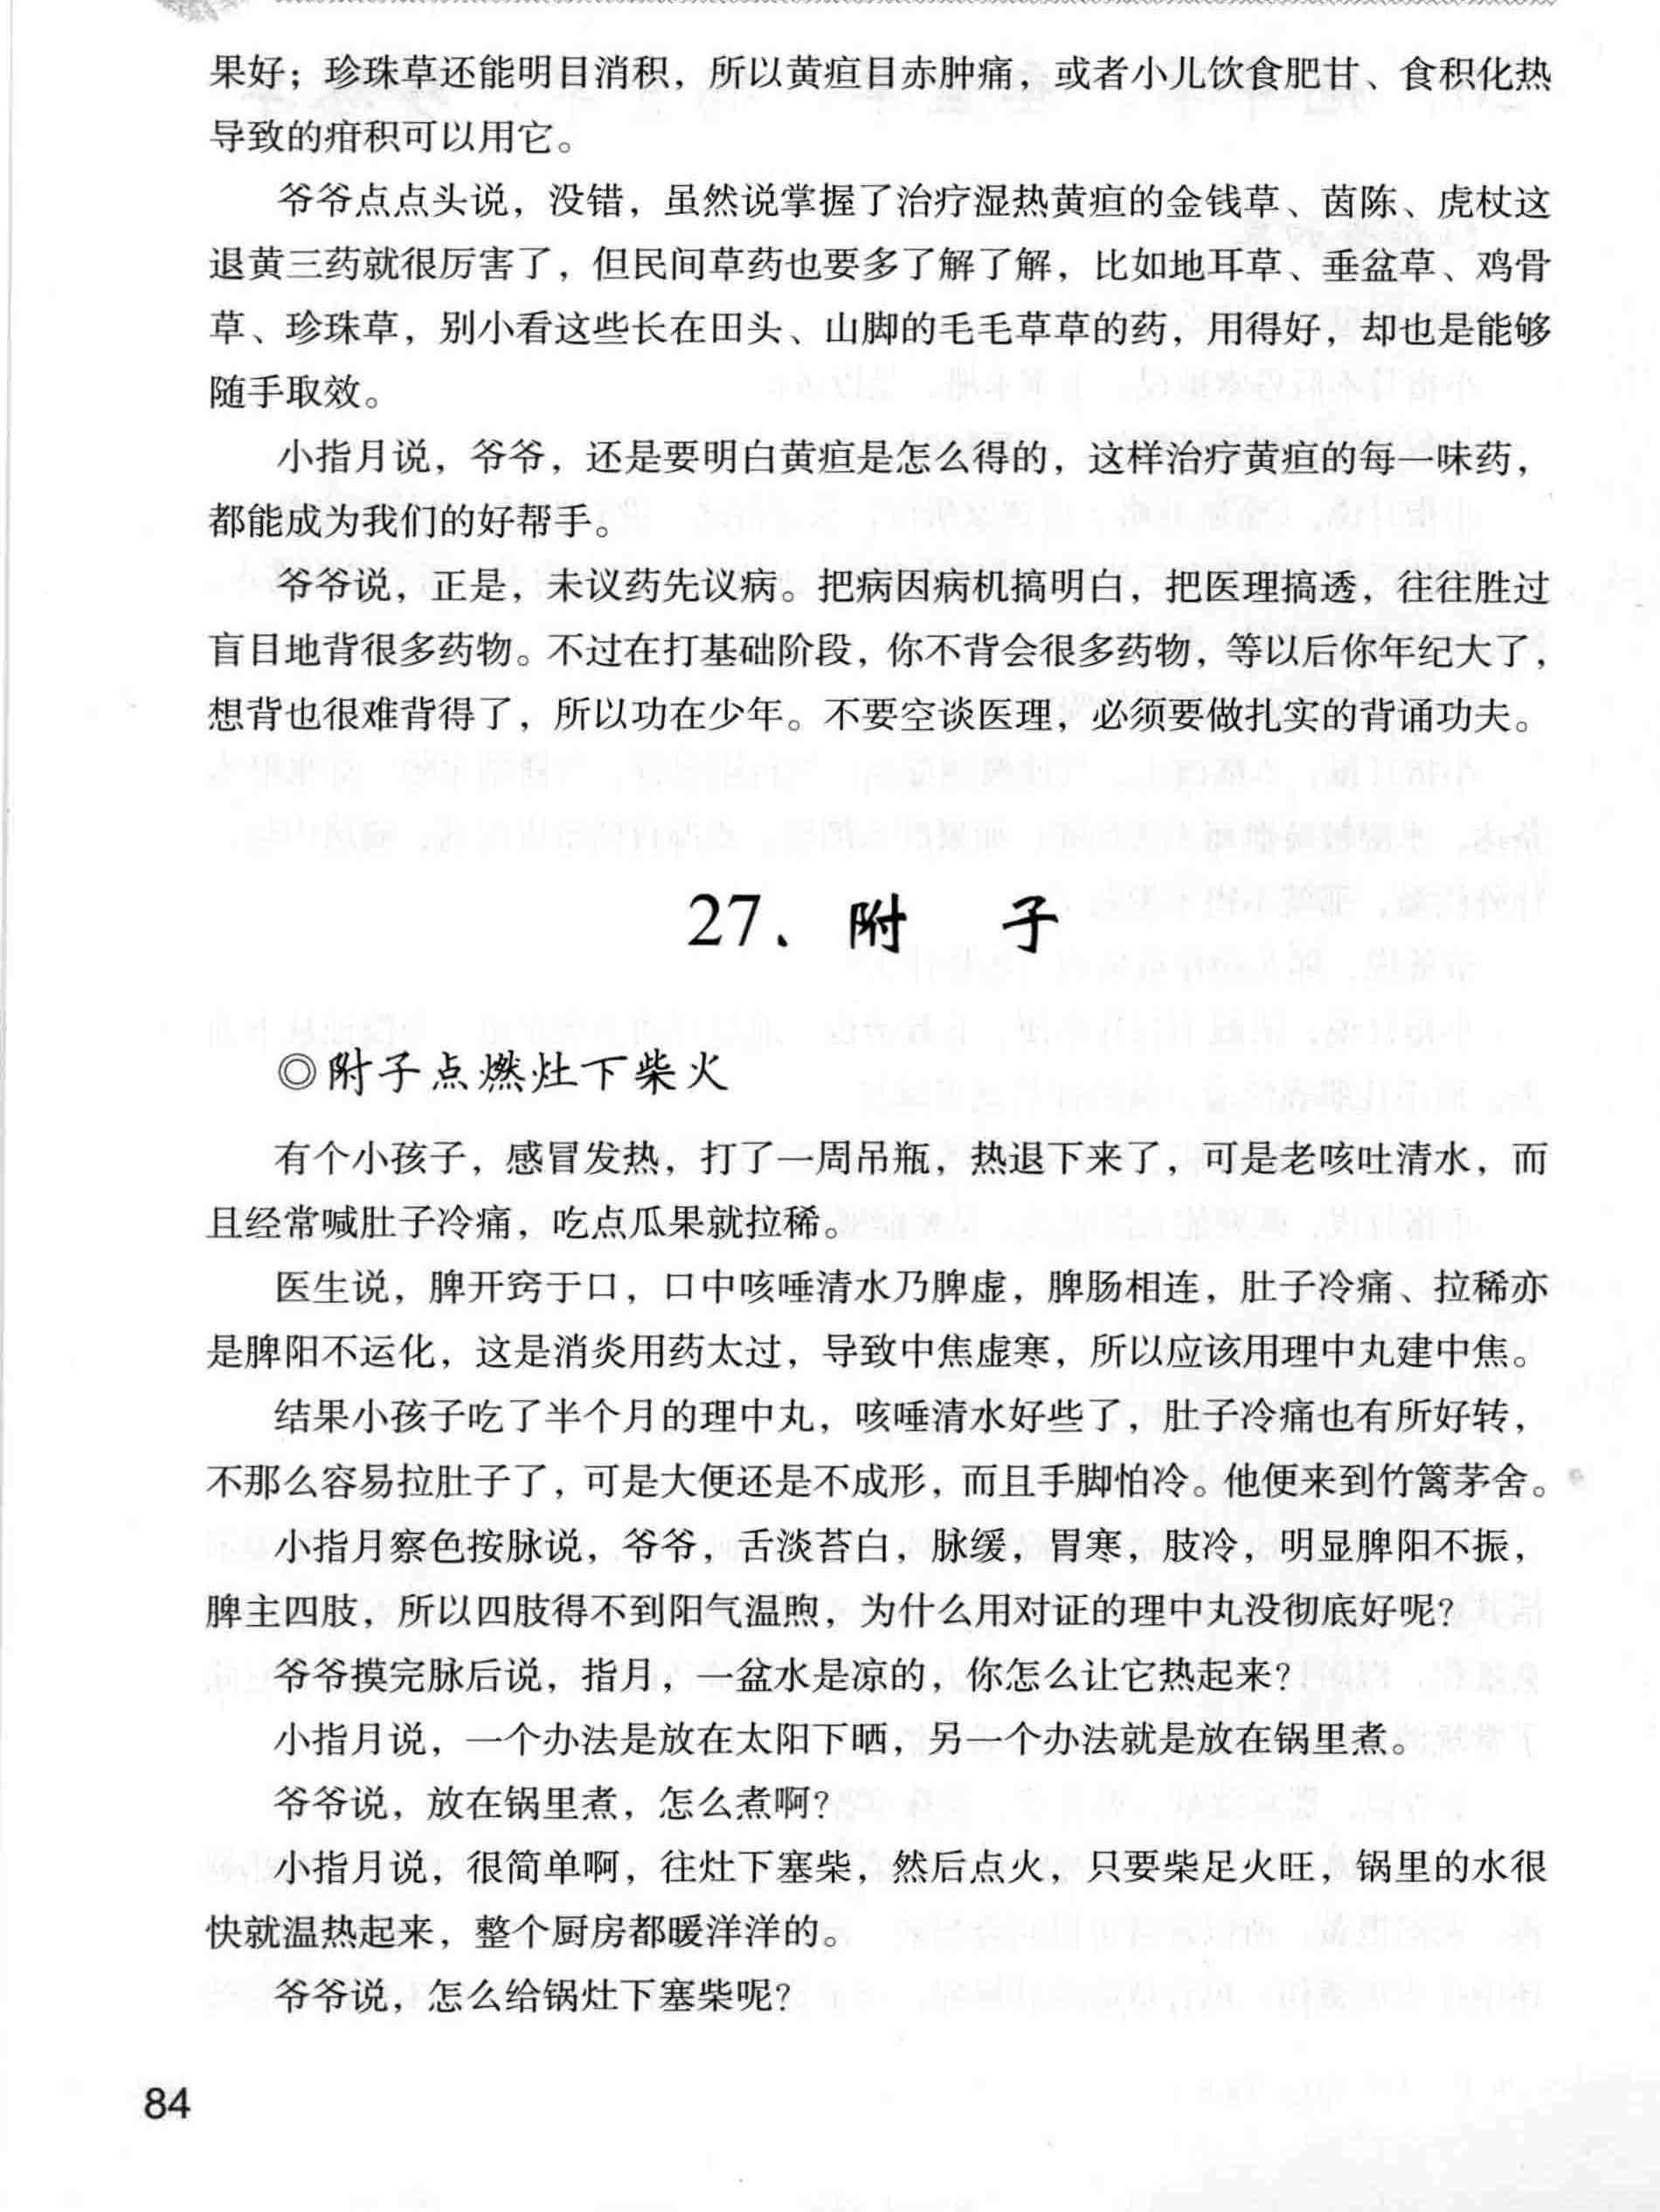 果好；珍珠草还能明目消积，所以黄疸目赤肿痛，或者小儿饮食肥甘、食积化热
导致的疳积可以用它。
爷爷点点头说，没错，虽然说掌握了治疗湿热黄疸的金钱草、茵陈、虎杖这
退黄三药就很厉害了，但民间草药也要多了解了解，比如地耳草、垂盆草、鸡骨
草、珍珠草，别小看这些长在田头、山脚的毛毛草草的药，用得好，却也是能够
随手取效。
小指月说，爷爷，还是要明白黄疸是怎么得的，这样治疗黄疸的每一味药，
都能成为我们的好帮手。
爷爷说，正是，未议药先议病。把病因病机搞明白，把医理搞透，往往胜过
盲目地背很多药物。不过在打基础阶段，你不背会很多药物，等以后你年纪大了，
想背也很难背得了，所以功在少年。不要空谈医理，必须要做扎实的背诵功夫。
27、附 子
◎附子点燃灶下柴火
有个小孩子，感冒发热，打了一周吊瓶，热退下来了，可是老咳吐清水，而
且经常喊肚子冷痛，吃点瓜果就拉稀。
医生说，脾开窍于口，口中咳唾清水乃脾虚，脾肠相连，肚子冷痛、拉稀亦
是脾阳不运化，这是消炎用药太过，导致中焦虚寒，所以应该用理中丸建中焦。
结果小孩子吃了半个月的理中丸，咳唾清水好些了，肚子冷痛也有所好转，
不那么容易拉肚子了，可是大便还是不成形，而且手脚怕冷。他便来到竹篱茅舍。
小指月察色按脉说，爷爷，舌淡苔白，脉缓，胃寒，肢冷，明显脾阳不振，
脾主四肢，所以四肢得不到阳气温煦，为什么用对证的理中丸没彻底好呢？
爷爷摸完脉后说，指月，一盆水是凉的，你怎么让它热起来？
小指月说，一个办法是放在太阳下晒，另一个办法就是放在锅里煮。
爷爷说，放在锅里煮，怎么煮啊？
小指月说，很简单啊，往灶下塞柴，然后点火，只要柴足火旺，锅里的水很
快就温热起来，整个厨房都暖洋洋的。
爷爷说，怎么给锅灶下塞柴呢？
84